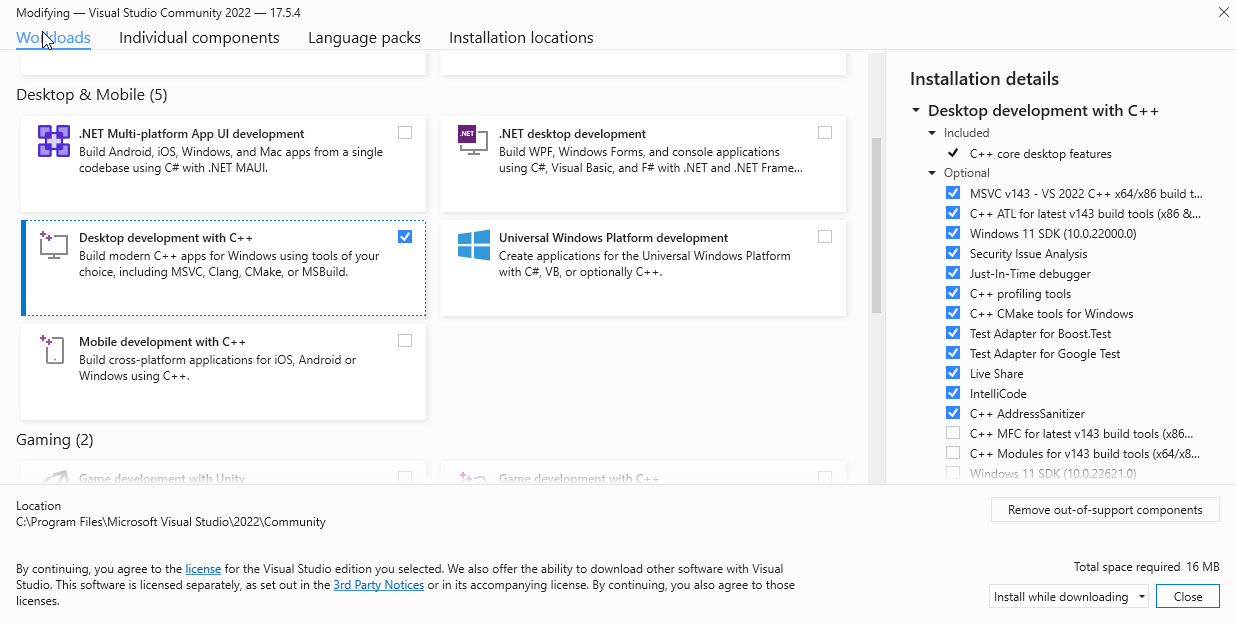 Modifying — Visual Studio Community 2022 — 17.5.4
Workloads Individual components Language packs Installation locations
Desktop & Mobile (5)
.NET Multi-platform App UI development
Build Android, iOS, Windows, and Mac apps from a single
codebase using C# with .NET MAUI.
.NET
.NET desktop development
Build WPF, Windows Forms, and console applications
using C#, Visual Basic, and F# with .NET and .NET Frame...
Desktop development with C++
Build modern C++ apps for Windows using tools of your
choice, including MSVC, Clang, CMake, or MSBuild.
Universal Windows Platform development
Create applications for the Universal Windows Platform
with C#, VB, or optionally C++.
Mobile development with C++
Build cross-platform applications for iOS, Android or
Windows using C++.
Gaming (2)
Game development with Unity
Game development with C++
Installation details
Desktop development with C++
Included
C++ core desktop features
Optional
MSVC v143 - VS 2022 C++ x64/x86 build t...
C++ ATL for latest v143 build tools (x86 &...
Windows 11 SDK (10.0.22000.0)
Security Issue Analysis
Just-In-Time debugger
C++ profiling tools
C++ CMake tools for Windows
Test Adapter for Boost.Test
Test Adapter for Google Test
Live Share
IntelliCode
C++ AddressSanitizer
C++ MFC for latest v143 build tools (x86...
C++ Modules for v143 build tools (x64/x8...
Windows 11 SDK (10.0.22621.0)
Location
C:\Program Files\Microsoft Visual Studio\2022\Community
Remove out-of-support components
By continuing, you agree to the license for the Visual Studio edition you selected. We also offer the ability to download other software with Visual
Studio. This software is licensed separately, as set out in the 3rd Party Notices or in its accompanying license. By continuing, you also agree to those
licenses.
Total space required 16 MB
Install while downloading
Close